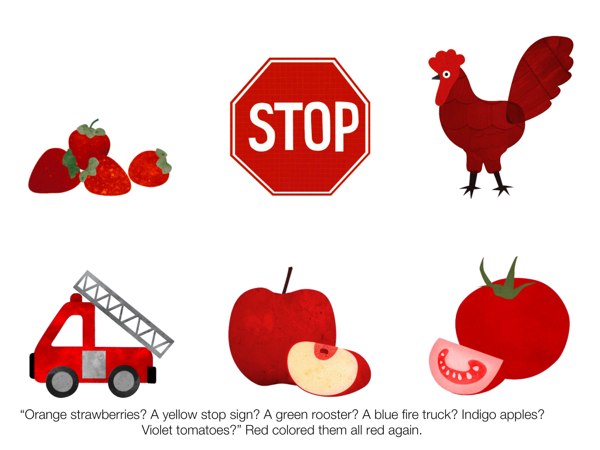 STOP
“Orange strawberries? A yellow stop sign? A green rooster? A blue fire truck? Indigo apples?
Violet tomatoes?” Red colored them all red again.